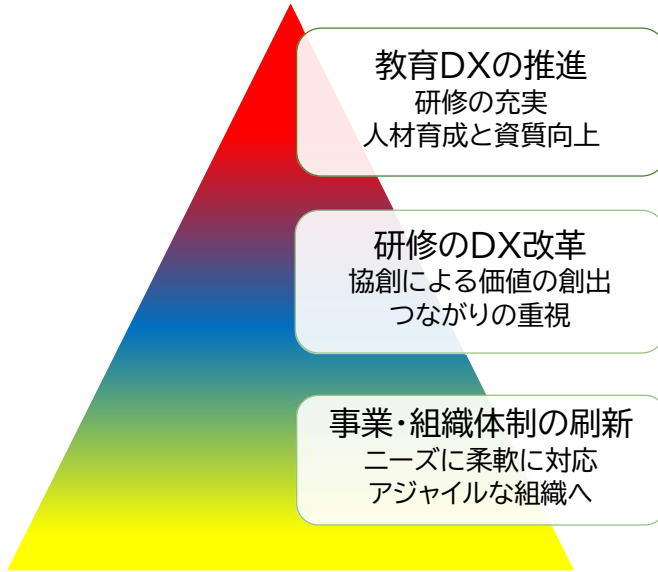 教育DXの推進
研修の充実
人材育成と資質向上
研修のDX改革
協創による価値の創出
つながりの重視
事業・組織体制の刷新
ニーズに柔軟に対応
アジャイルな組織へ